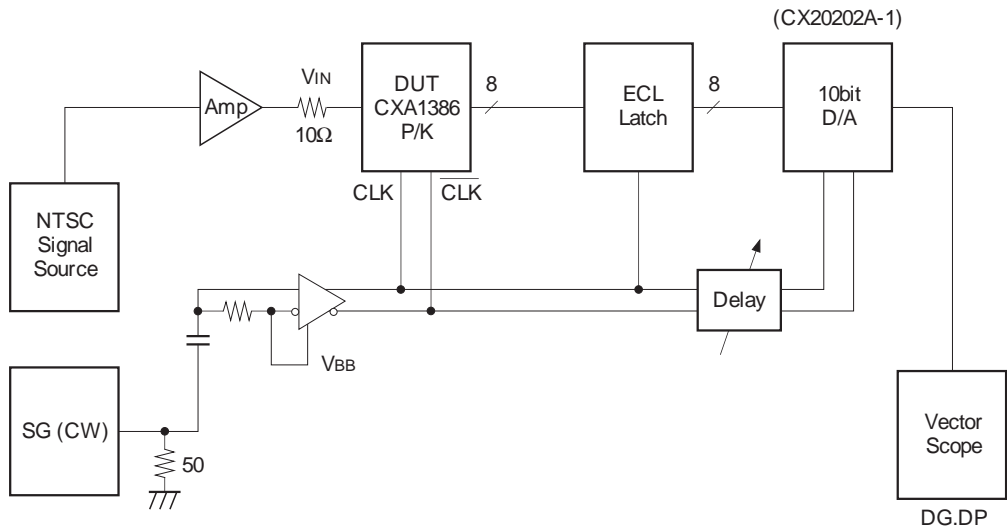 (CX20202A-1)
NTSC
Signal
Source
Amp
VIN
10Ω
DUT
CXA1386
P/K
8
ECL
Latch
8
10bit
D/A
CLK
CLK
Delay
VBB
SG (CW)
50
Vector
Scope
DG.DP